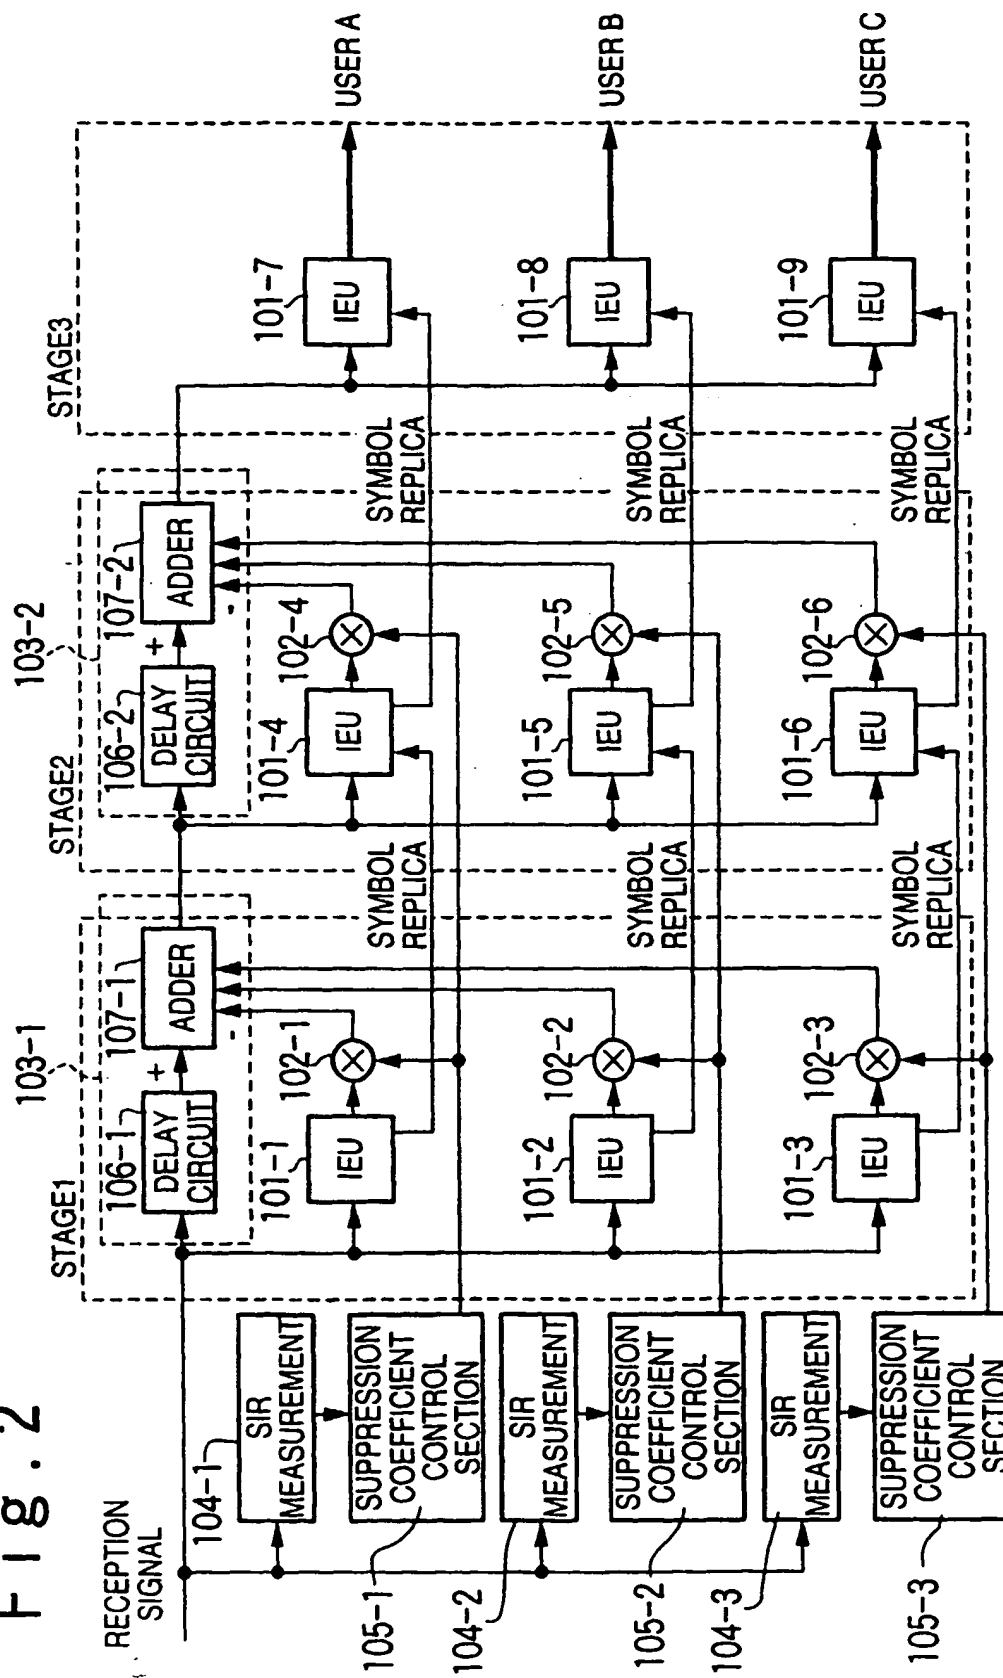 Fig.2
RECEPTION
SIGNAL
104-1
SIR
MEASUREMENT
105-1
SUPPRESSION
COEFFICIENT
CONTROL
SECTION
104-2
SIR
MEASUREMENT
105-2
SUPPRESSION
COEFFICIENT
CONTROL
SECTION
104-3
SIR
MEASUREMENT
105-3
SUPPRESSION
COEFFICIENT
CONTROL
SECTION
STAGE1
103-1
106-1
DELAY
CIRCUIT
+
107-1
ADDER
-
101-1
IEU
102-1
×
SYMBOL
REPLICA
101-2
IEU
102-2
×
SYMBOL
REPLICA
101-3
IEU
102-3
×
SYMBOL
REPLICA
STAGE2
103-2
106-2
DELAY
CIRCUIT
+
107-2
ADDER
-
101-4
IEU
102-4
×
SYMBOL
REPLICA
101-5
IEU
102-5
×
SYMBOL
REPLICA
101-6
IEU
102-6
×
SYMBOL
REPLICA
STAGE3
101-7
IEU
USER A
101-8
IEU
USER B
101-9
IEU
USER C